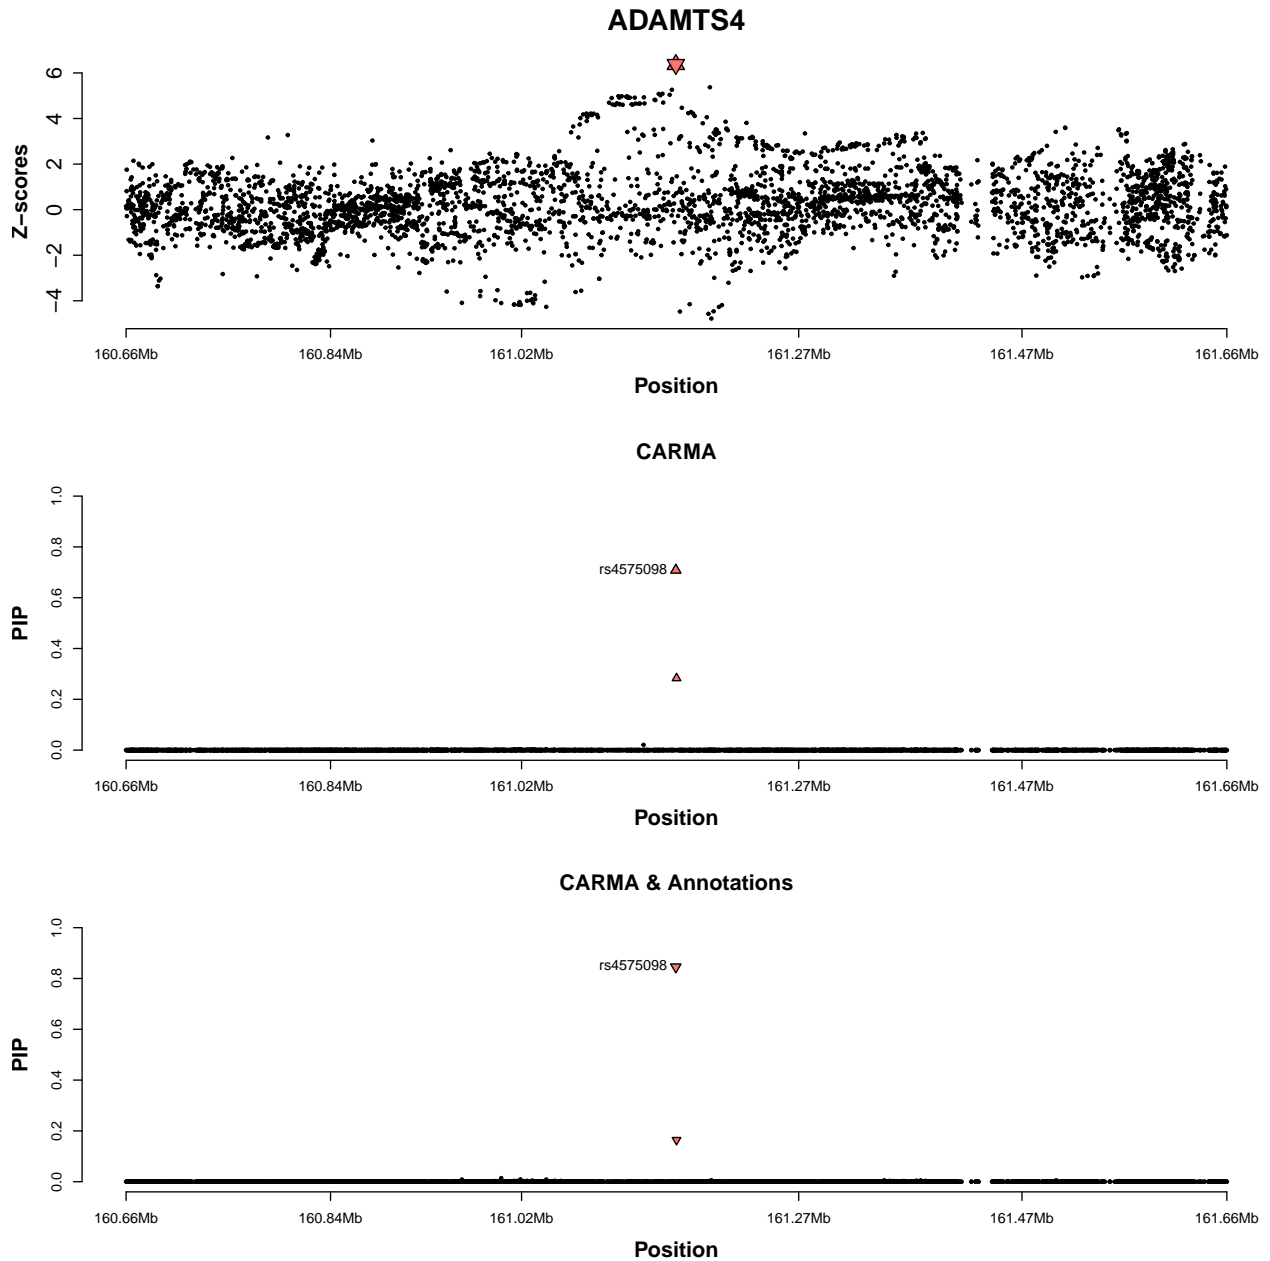 ADAMTS4
6
4
2
0
−2
−4
Z−scores
160.66Mb 160.84Mb 161.02Mb 161.27Mb 161.47Mb 161.66Mb
Position
CARMA
1.0
0.8
0.6
0.4
0.2
0.0
PIP
rs4575098
160.66Mb 160.84Mb 161.02Mb 161.27Mb 161.47Mb 161.66Mb
Position
CARMA & Annotations
1.0
0.8
0.6
0.4
0.2
0.0
PIP
rs4575098
160.66Mb 160.84Mb 161.02Mb 161.27Mb 161.47Mb 161.66Mb
Position